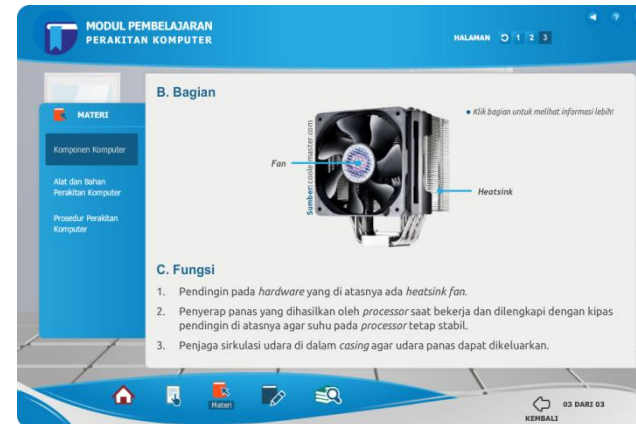 MODUL PEMBELAJARAN
PERAKITAN KOMPUTER
HALAMAN 1 2 3
?
MATERI
Komponen Komputer
Alat dan Bahan
Perakitan Komputer
Prosedur Perakitan
Komputer
B. Bagian
• Klik bagian untuk melihat informasi lebih!
Fan
Sumber: coolermaster.com
Heatsink
C. Fungsi
1. Pendingin pada hardware yang di atasnya ada heatsink fan.
2. Penyerap panas yang dihasilkan oleh processor saat bekerja dan dilengkapi dengan kipas
pendingin di atasnya agar suhu pada processor tetap stabil.
3. Penjaga sirkulasi udara di dalam casing agar udara panas dapat dikeluarkan.
Materi
03 DARI 03
KEMBALI